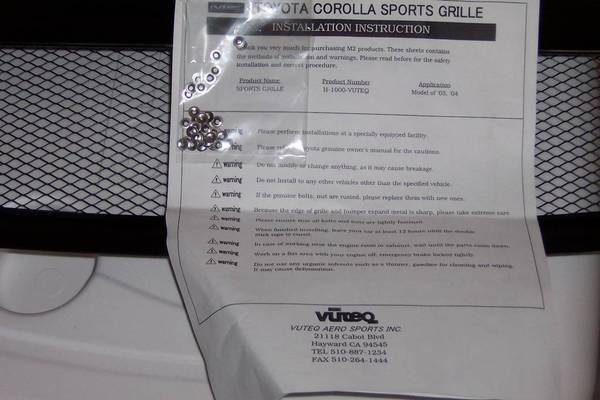 TOYOTA COROLLA SPORTS GRILLE
INSTALLATION INSTRUCTION
you very much for purchasing M2 products. These sheets contains
the methods of installation and warnings. Please read before for the safety
installation and correct procedure.
Product Name Product Number Application
SPORTS GRILLE H-1000-VUTEQ Model of '03, '04
warning Please perform installations at a specially equipped facility.
warning Please Toyota genuine owner's manual for the cautions.
warning Do not modify or change anything, as it may cause breakage.
warning Do not install to any other vehicles other than the specified vehicle.
warning If the genuine bolts, nut are rusted, please replace them with new ones.
warning Because the edge of grille and bumper expand metal is sharp, please take extreme care
warning Please ensure that all bolts and nuts are tightly fastened.
warning When finished installing, leave your car at least 12 hours until the double
stick tape is cured.
warning In case of working near the engine room or exhaust, wait until the parts cool down.
warning Work on a flat area with your engine off, emergency brake locked tightly.
warning Do not use any organic solvents such as a thinner, gasoline for cleaning and wiping.
It may cause deformation.
VUTEQ
VUTEQ AERO SPORTS INC.
21118 Cabot Blvd
Hayward CA 94545
TEL 510-887-1234
FAX 510-264-1444